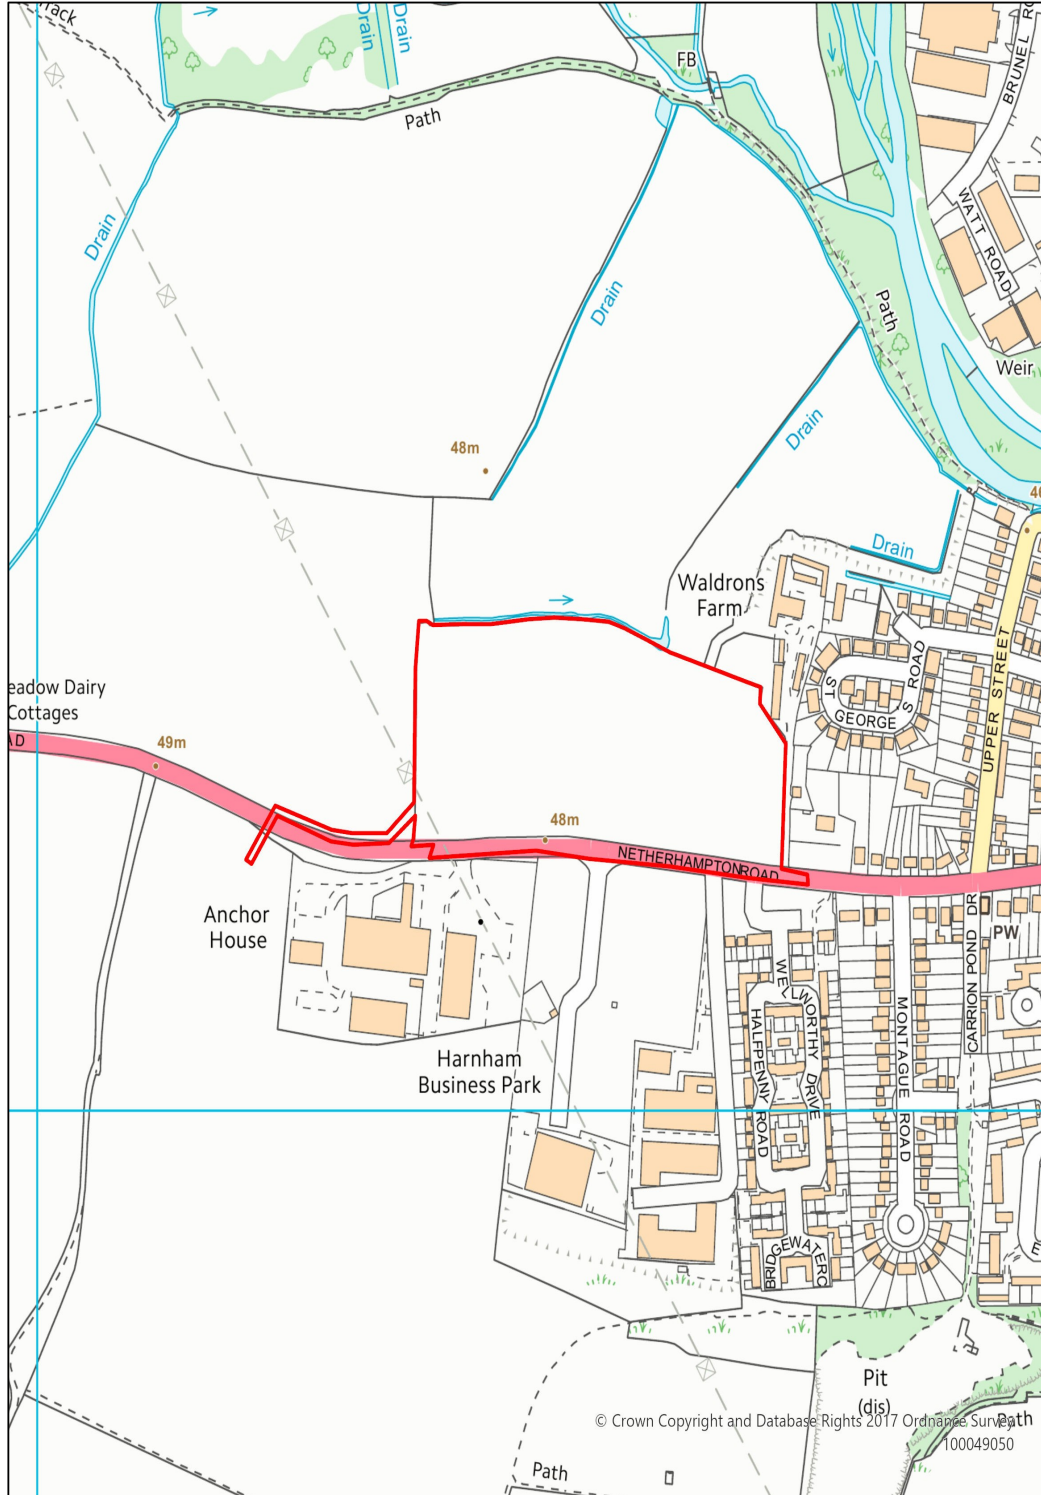 Track
Drain
Drain
FB
BRUNEL RO
Path
WATT ROAD
Drain
Drain
Path
Weir
Drain
48m
Drain
Waldrons
Farm
ST
GEORGE'S ROAD
UPPER STREET
eadow Dairy
Cottages
AD
49m
48m
NETHERHAMPTON ROAD
Anchor
House
PW
CARRION POND DR
WELLWORTHY DRIVE
HALFPENNY ROAD
MONTAGUE ROAD
Harnham
Business Park
BRIDGEWATER C
Pit
(dis)
© Crown Copyright and Database Rights 2017 Ordnance Survey
100049050
Path
Path